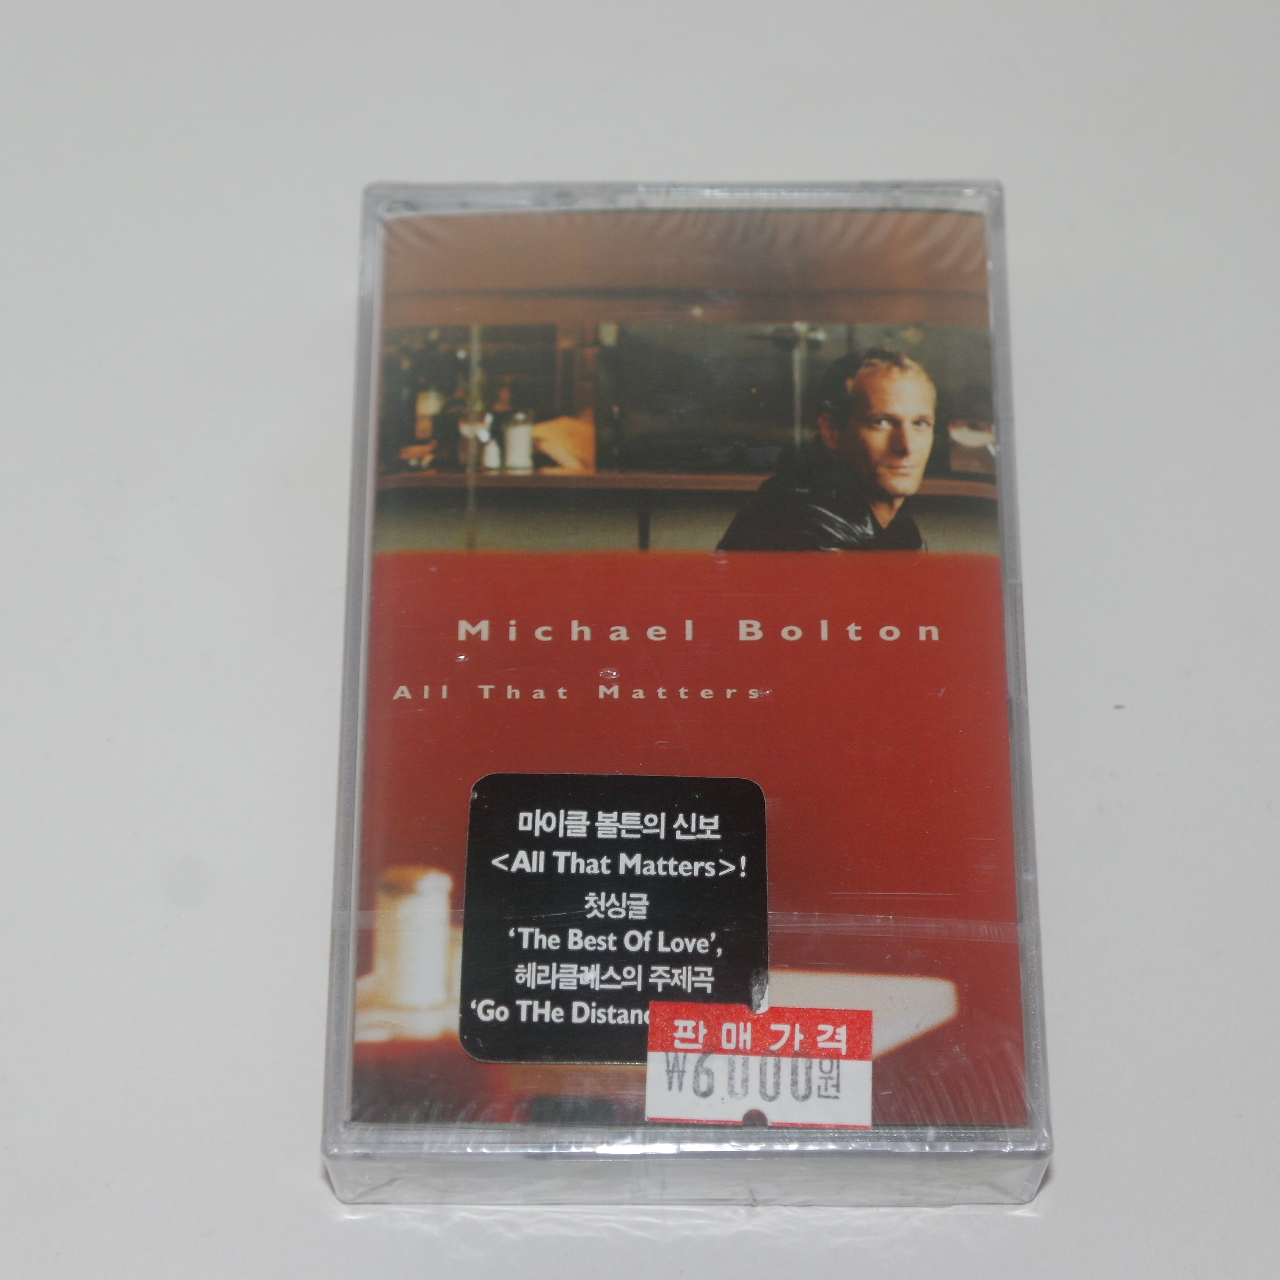 Michael Bolton
All That Matters
마이클 볼튼의 신보
<All That Matters>!
첫싱글
‘The Best Of Love’,
헤라클레스의 주제곡
‘Go THe Distanc
판매가격
₩6000원